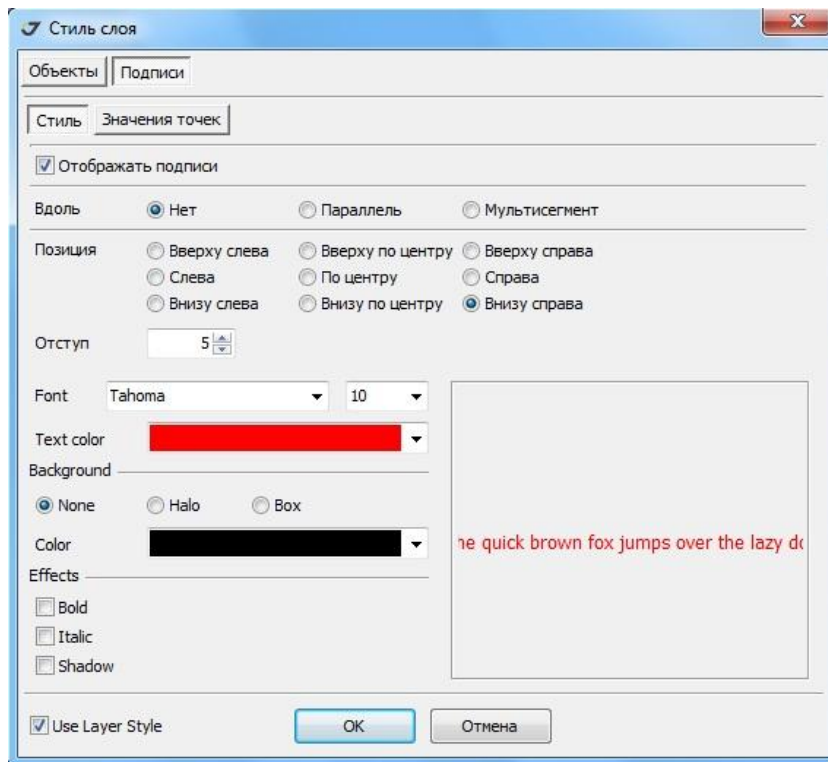 Стиль слоя
Объекты Подписи
Стиль Значения точек
Отображать подписи
Вдоль Нет Параллель Мультисегмент
Позиция Вверху слева Вверху по центру Вверху справа
Слева По центру Справа
Внизу слева Внизу по центру Внизу справа
Отступ 5
Font Tahoma 10
Text color
Background
None Halo Box
Color
he quick brown fox jumps over the lazy do
Effects
Bold
Italic
Shadow
Use Layer Style OK Отмена